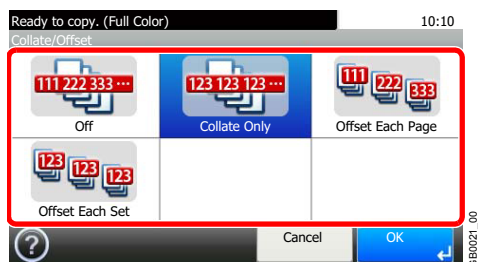 Ready to copy. (Full Color) 10:10
Collate/Offset
111 222 333 ··· 123 123 123 ··· 111 222 333
Off Collate Only Offset Each Page
123 123 123
Offset Each Set
? Cancel OK
GB0021_00